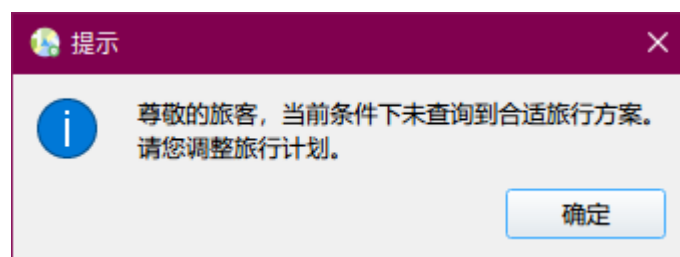 提示
尊敬的旅客，当前条件下未查询到合适旅行方案。
请您调整旅行计划。
确定